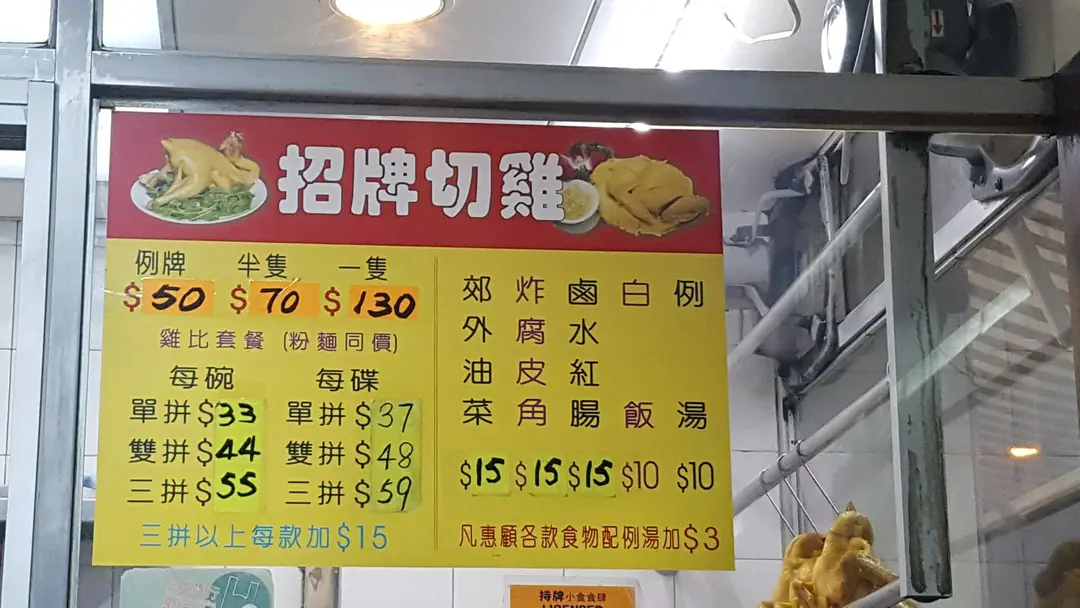 招牌切雞
例牌 半隻 一隻
$50 $70 $130
雞比套餐 (粉麵同價)
每碗 每碟
單拼$33 單拼$37
雙拼$44 雙拼$48
三拼$55 三拼$59
三拼以上每款加$15
郊外油菜 炸腐皮角 鹵水紅腸 白飯 例湯
$15 $15 $15 $10 $10
凡惠顧各款食物配例湯加$3
持牌小食食肆
LICENSED